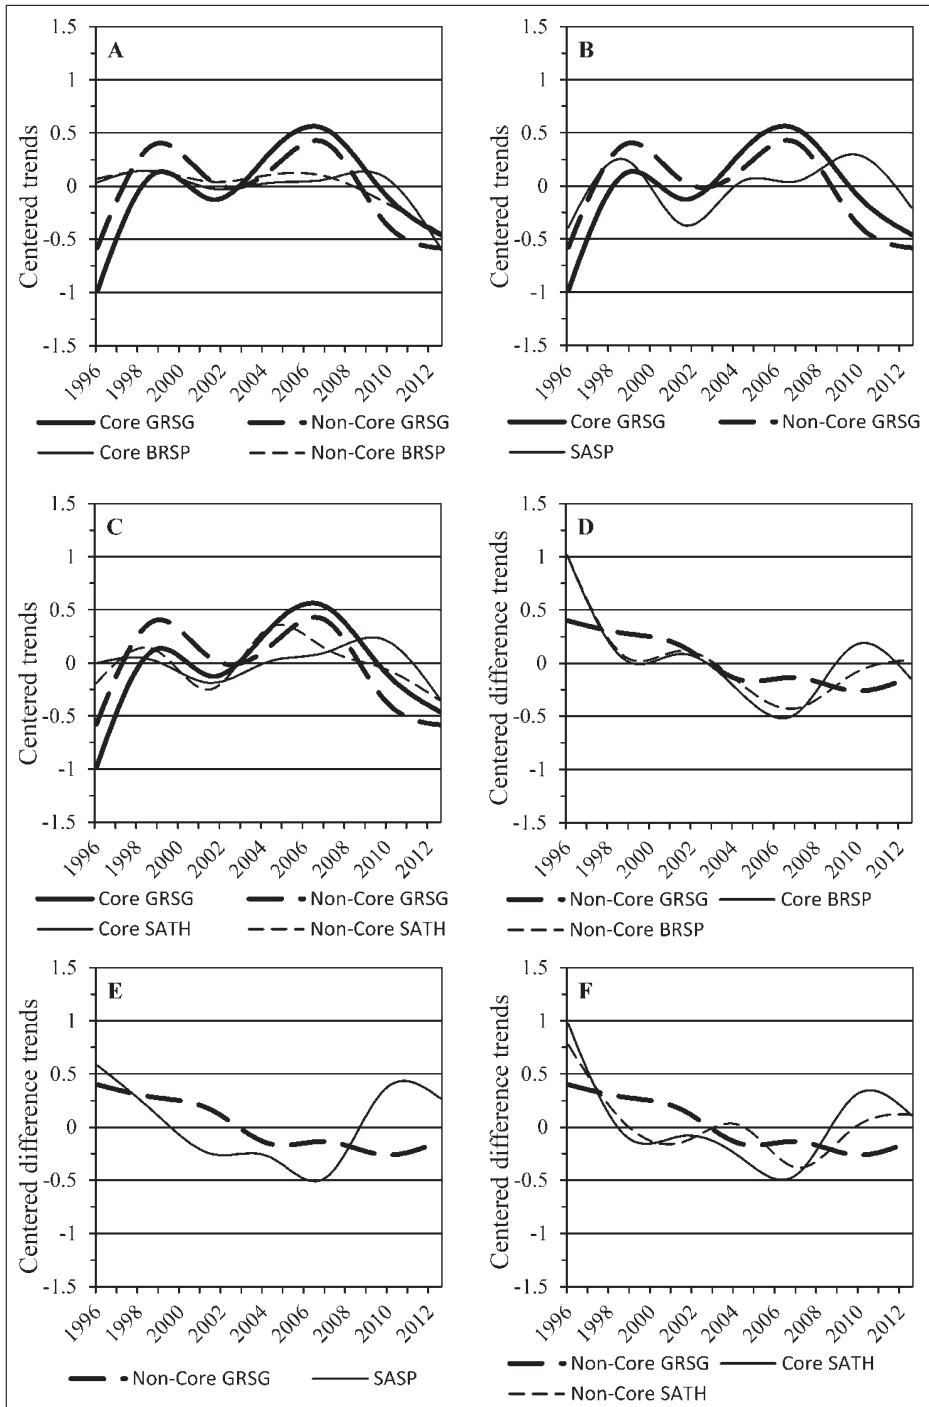 A
Centered trends
1.5
1
0.5
0
-0.5
-1
-1.5
1996 1998 2000 2002 2004 2006 2008 2010 2012
Core GRSG Non-Core GRSG
Core BRSP Non-Core BRSP
B
Centered trends
1.5
1
0.5
0
-0.5
-1
-1.5
1996 1998 2000 2002 2004 2006 2008 2010 2012
Core GRSG Non-Core GRSG
SASP
C
Centered trends
1.5
1
0.5
0
-0.5
-1
-1.5
1996 1998 2000 2002 2004 2006 2008 2010 2012
Core GRSG Non-Core GRSG
Core SATH Non-Core SATH
D
Centered difference trends
1.5
1
0.5
0
-0.5
-1
-1.5
1996 1998 2000 2002 2004 2006 2008 2010 2012
Non-Core GRSG Core BRSP
Non-Core BRSP
E
Centered difference trends
1.5
1
0.5
0
-0.5
-1
-1.5
1996 1998 2000 2002 2004 2006 2008 2010 2012
Non-Core GRSG SASP
F
Centered difference trends
1.5
1
0.5
0
-0.5
-1
-1.5
1996 1998 2000 2002 2004 2006 2008 2010 2012
Non-Core GRSG Core SATH
Non-Core SATH